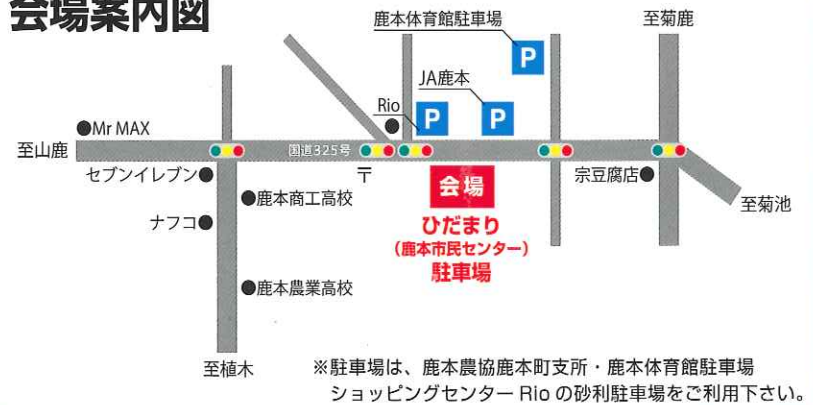 会場案内図
鹿本体育館駐車場
至菊鹿
P
JA鹿本
Rio
P
P
Mr MAX
至山鹿
国道325号
セブンイレブン
〒
会場
宗豆腐店
鹿本商工高校
至菊池
ナフコ
ひだまり
（鹿本市民センター）
駐車場
鹿本農業高校
至植木
※駐車場は、鹿本農協鹿本町支所・鹿本体育館駐車場
ショッピングセンター Rio の砂利駐車場をご利用下さい。